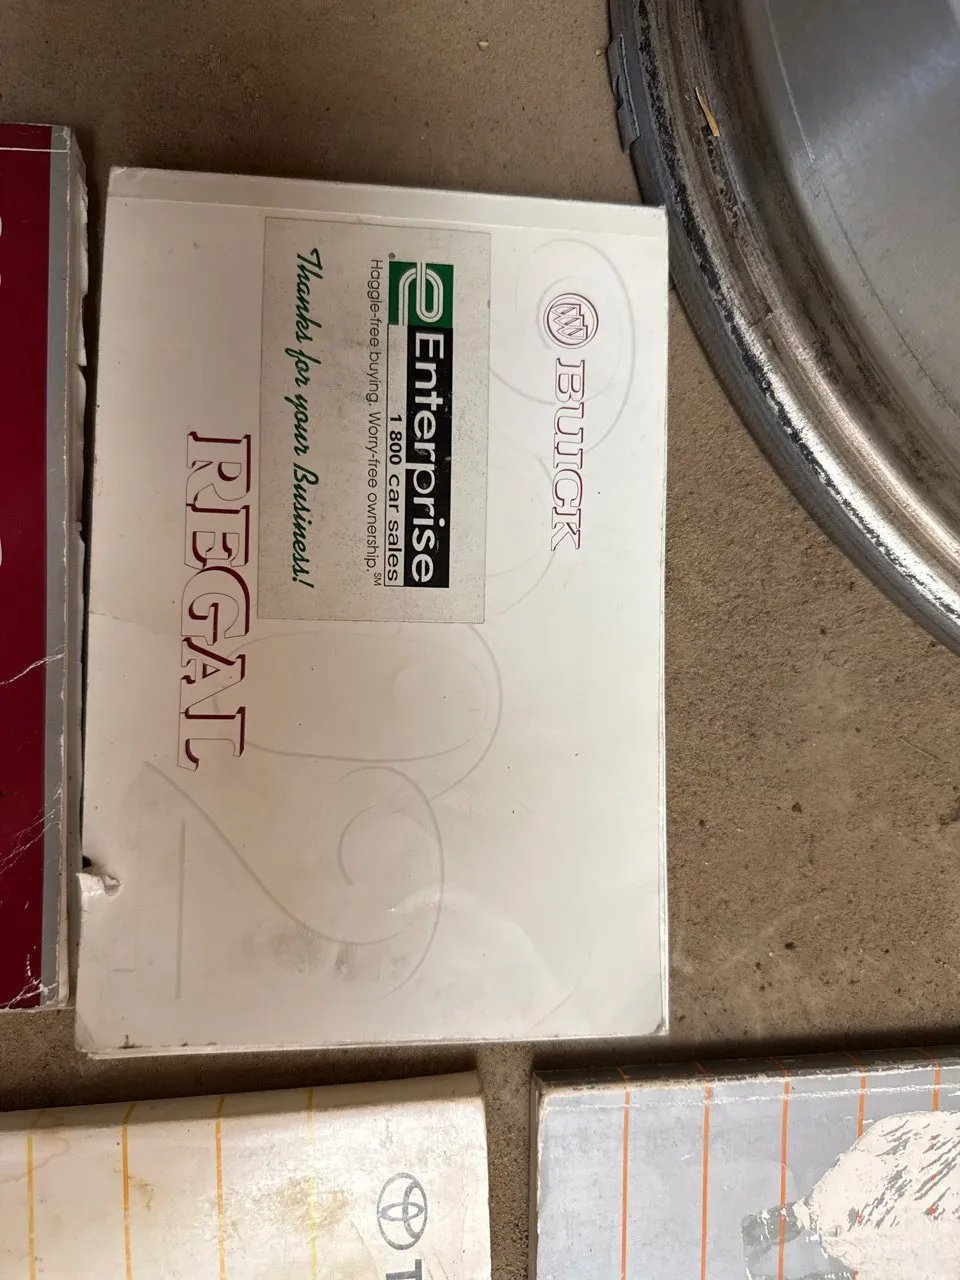 BUICK
Enterprise
1 800 car sales
®
Haggle-free buying. Worry-free ownership.℠
Thanks for your Business!
REGAL